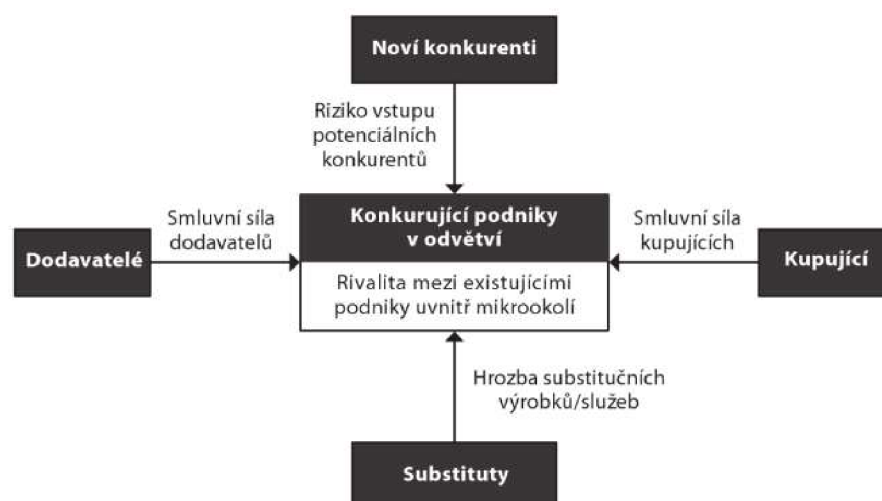 Noví konkurenti
Riziko vstupu
potenciálních
konkurentů
Smluvní síla
dodavatelů
Dodavatelé
Konkurující podniky
v odvětví
Rivalita mezi existujícími
podniky uvnitř mikrookolí
Smluvní síla
kupujících
Kupující
Hrozba substitučních
výrobků/služeb
Substituty